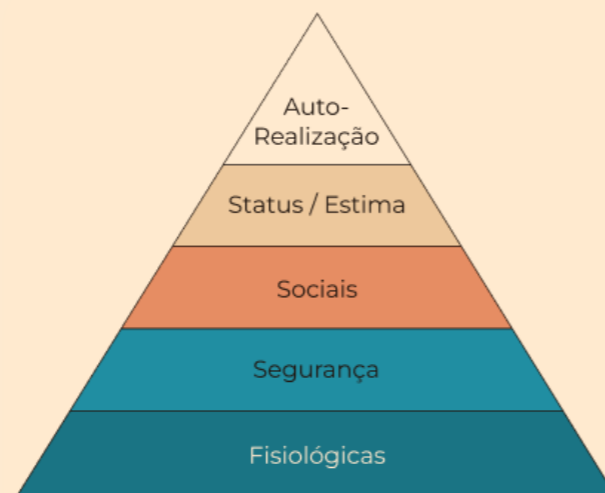 Auto-
Realização
Status / Estima
Sociais
Segurança
Fisiológicas